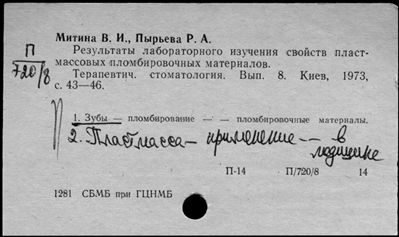 Митина В. И., Пырьева Р. А.
П
720/8
Результаты лабораторного изучения свойств пласт-
массовых пломбировочных материалов.
Терапевтич. стоматология. Вып. 8. Киев, 1973,
с. 43—46.
1. Зубы — пломбирование — — пломбировочные материалы.
2. Пластмасса — применение — в
медицине
П-14 П/720/8 14
1281 СБМБ при ГЦНМБ